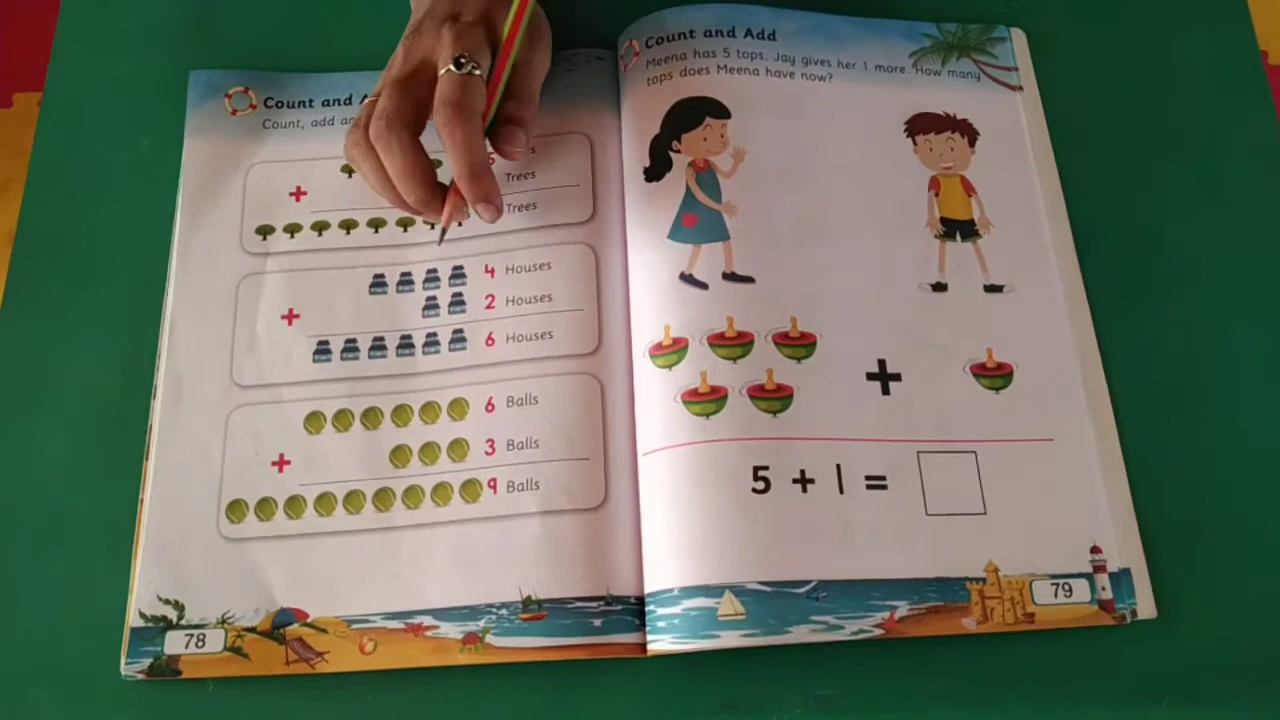 Count and
Count, add
5
Trees
Trees
4 Houses
+ 2 Houses
6 Houses
6 Balls
+ 3 Balls
9 Balls
78
Count and Add
Meena has 5 tops. Jay gives her 1 more. How many
tops does Meena have now?
+
5 + 1 =
79